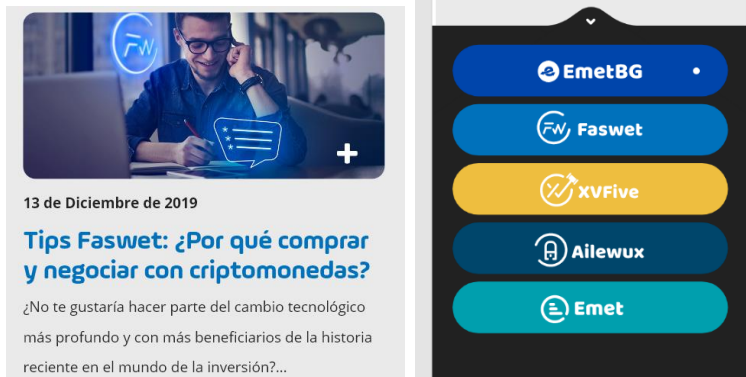 FW
13 de Diciembre de 2019
Tips Faswet: ¿Por qué comprar
y negociar con criptomonedas?
¿No te gustaría hacer parte del cambio tecnológico
más profundo y con más beneficiarios de la historia
reciente en el mundo de la inversión?...
EmetBG
FW Faswet
XVFive
Ailewux
Emet